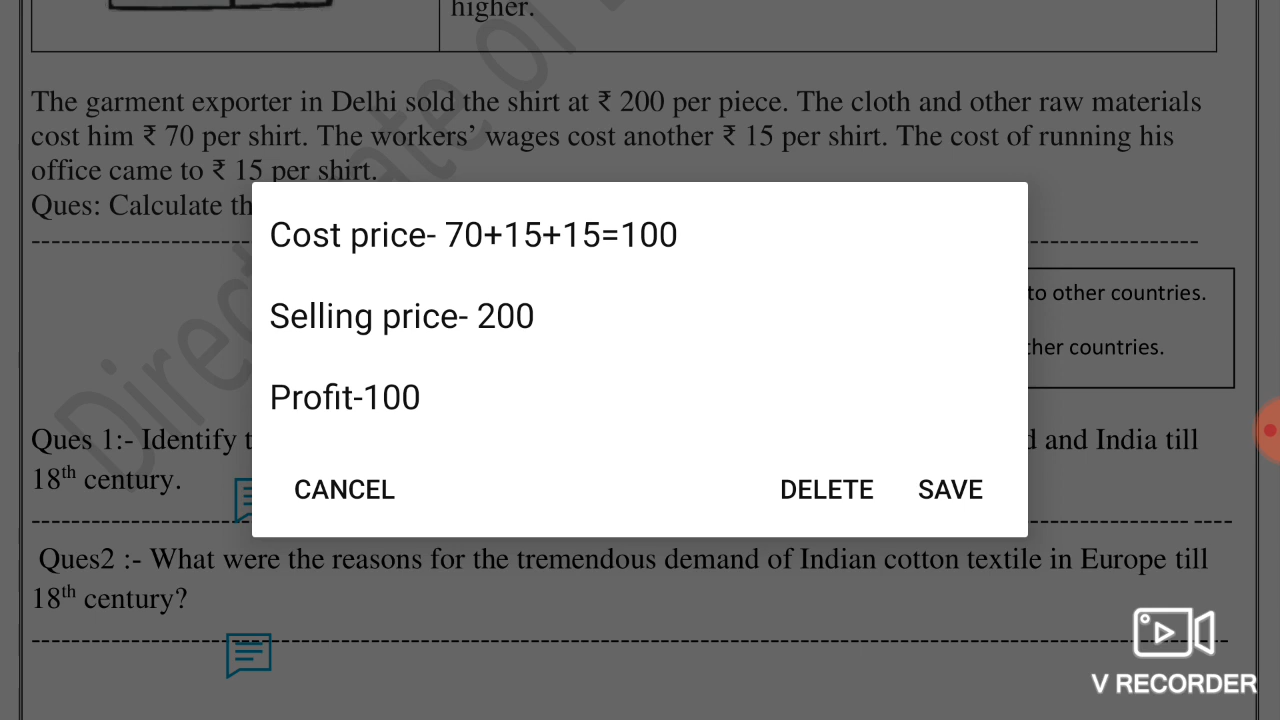 higher.
The garment exporter in Delhi sold the shirt at ₹ 200 per piece. The cloth and other raw materials
cost him ₹ 70 per shirt. The workers’ wages cost another ₹ 15 per shirt. The cost of running his
office came to ₹ 15 per shirt.
Ques: Calculate th
Cost price- 70+15+15=100
to other countries.
Selling price- 200
ther countries.
Profit-100
Ques 1:- Identify t d and India till
18th century.
CANCEL DELETE SAVE
Ques2 :- What were the reasons for the tremendous demand of Indian cotton textile in Europe till
18th century?
V RECORDER